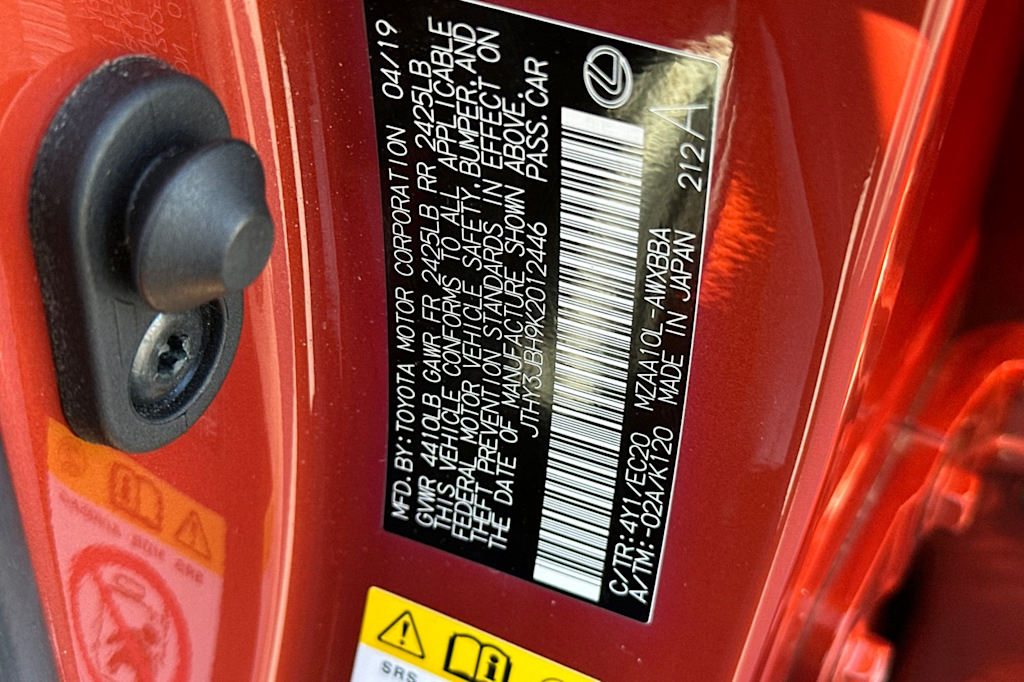 MFD. BY: TOYOTA MOTOR CORPORATION 04/19
GVWR 4410LB GAWR FR 2425LB RR 2425LB
THIS VEHICLE CONFORMS TO ALL APPLICABLE
FEDERAL MOTOR VEHICLE SAFETY, BUMPER, AND
THEFT PREVENTION STANDARDS IN EFFECT ON
THE DATE OF MANUFACTURE SHOWN ABOVE.
JTHY3JBH9K2012446 PASS. CAR
C/TR: 4Y1/EC20 MZAA10L-AWXBBA 212 A
A/TM: -02A/K120 MADE IN JAPAN
SRS